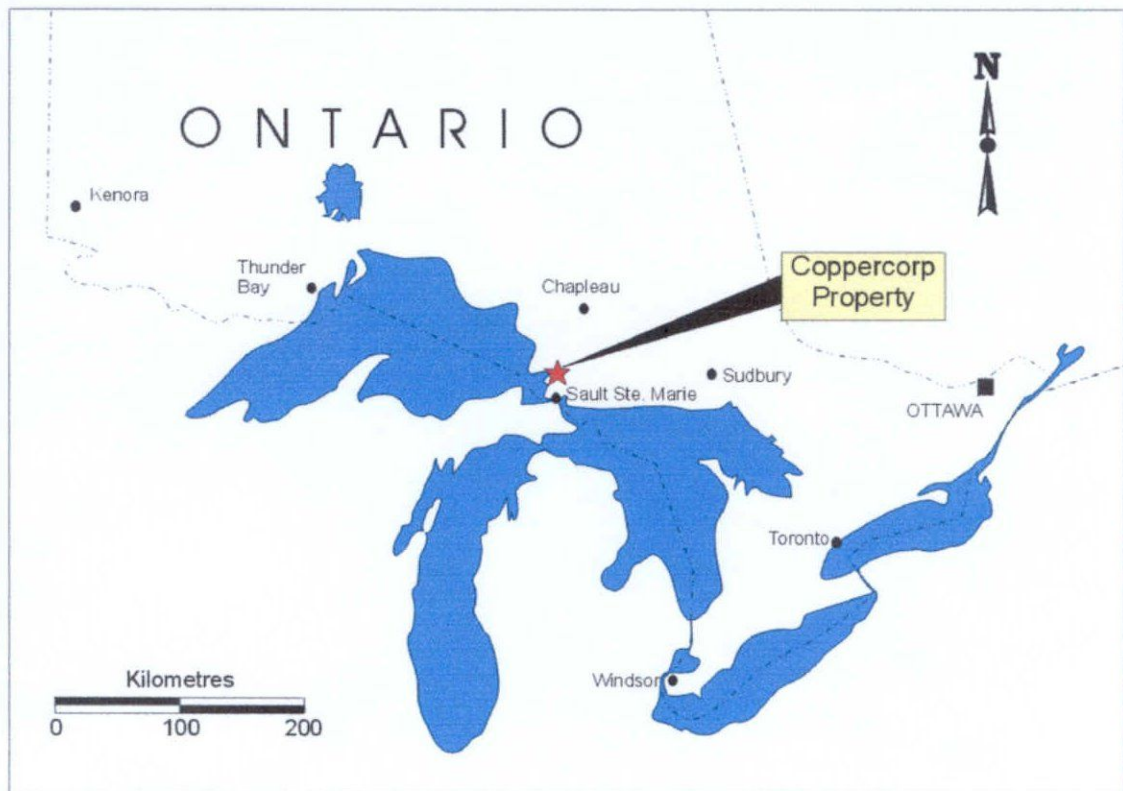 N
ONTARIO
Kenora
Thunder
Bay
Chapleau
Coppercorp
Property
Sudbury
Sault Ste. Marie
OTTAWA
Toronto
Windsor
Kilometres
0 100 200